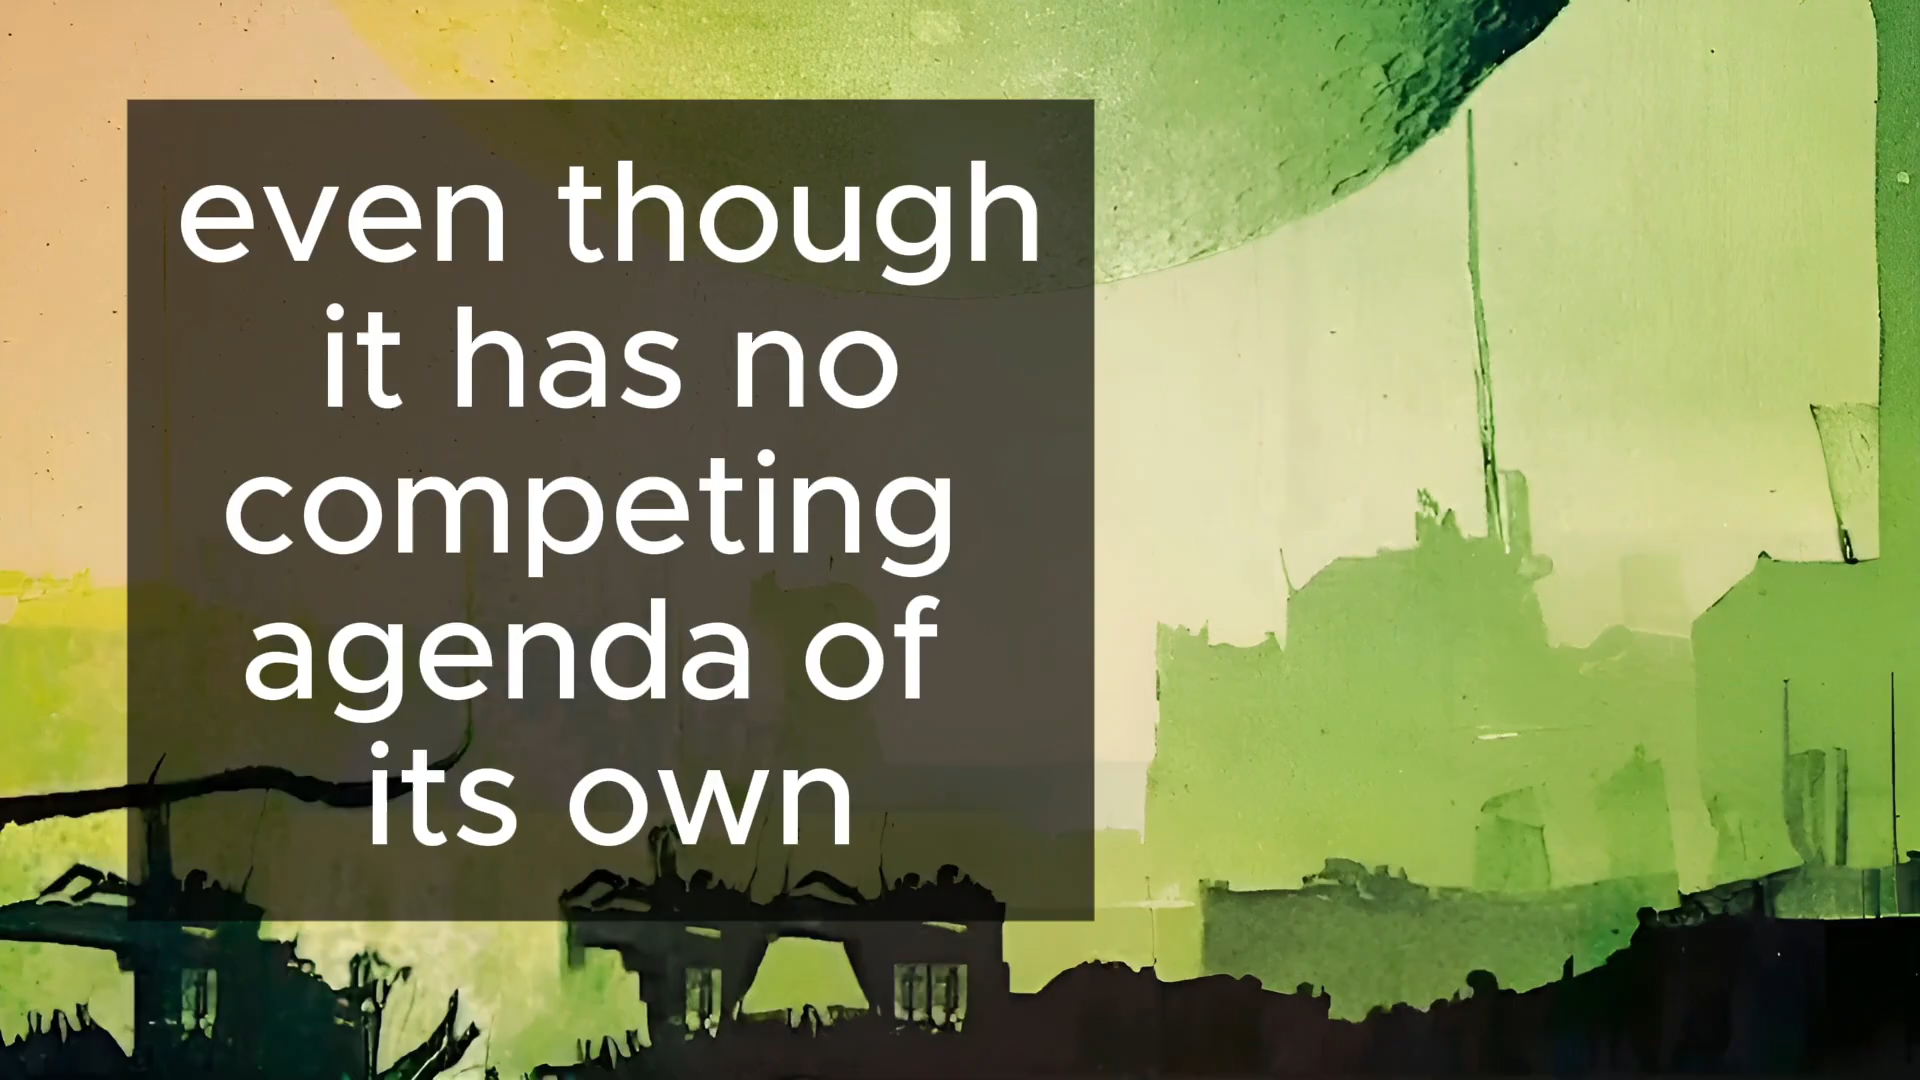 even though
it has no
competing
agenda of
its own